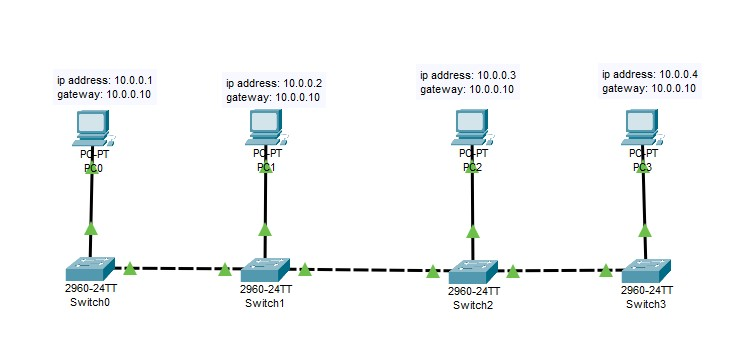 ip address: 10.0.0.1
gateway: 10.0.0.10
ip address: 10.0.0.2
gateway: 10.0.0.10
ip address: 10.0.0.3
gateway: 10.0.0.10
ip address: 10.0.0.4
gateway: 10.0.0.10
PC-PT
PC0
PC-PT
PC1
PC-PT
PC2
PC-PT
PC3
2960-24TT
Switch0
2960-24TT
Switch1
2960-24TT
Switch2
2960-24TT
Switch3